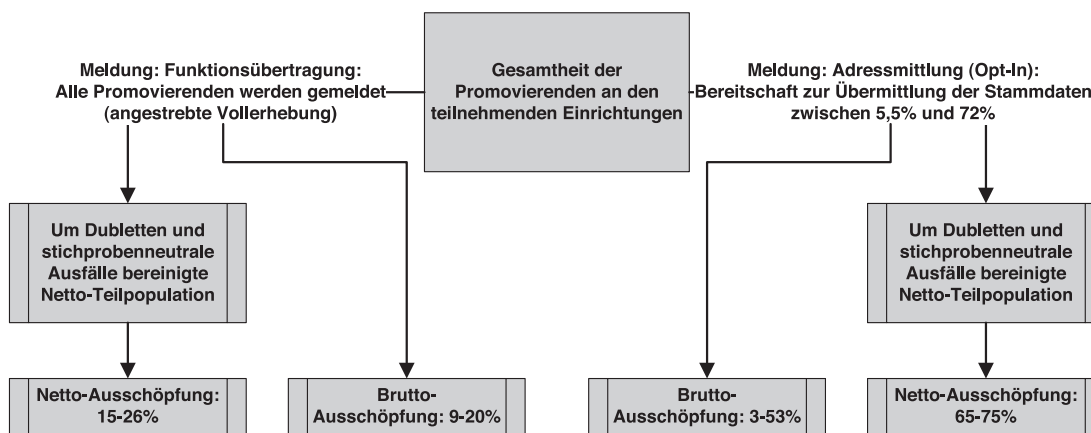 Gesamtheit der
Promovierenden an den
teilnehmenden Einrichtungen
Meldung: Funktionsübertragung:
Alle Promovierenden werden gemeldet
(angestrebte Vollerhebung)
Meldung: Adressmittlung (Opt-In):
Bereitschaft zur Übermittlung der Stammdaten
zwischen 5,5% und 72%
Um Dubletten und
stichprobenneutrale
Ausfälle bereinigte
Netto-Teilpopulation
Um Dubletten und
stichprobenneutrale
Ausfälle bereinigte
Netto-Teilpopulation
Netto-Ausschöpfung:
15-26%
Brutto-
Ausschöpfung: 9-20%
Brutto-
Ausschöpfung: 3-53%
Netto-Ausschöpfung:
65-75%